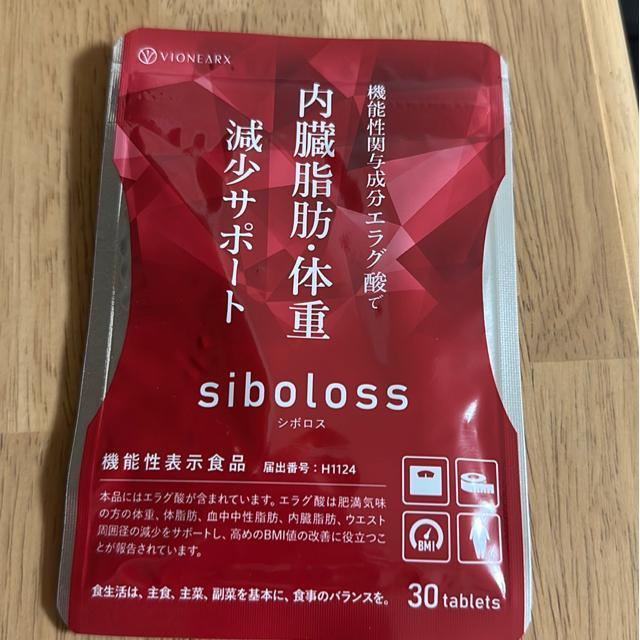 VIONEARX
機能性関与成分エラグ酸で
内臓脂肪・体重
減少サポート
siboloss
シボロス
機能性表示食品 届出番号：H1124
本品にはエラグ酸が含まれています。エラグ酸は肥満気味
の方の体重、体脂肪、血中中性脂肪、内臓脂肪、ウエスト
周囲径の減少をサポートし、高めのBMI値の改善に役立つこ
とが報告されています。
BMI
食生活は、主食、主菜、副菜を基本に、食事のバランスを。
30 tablets